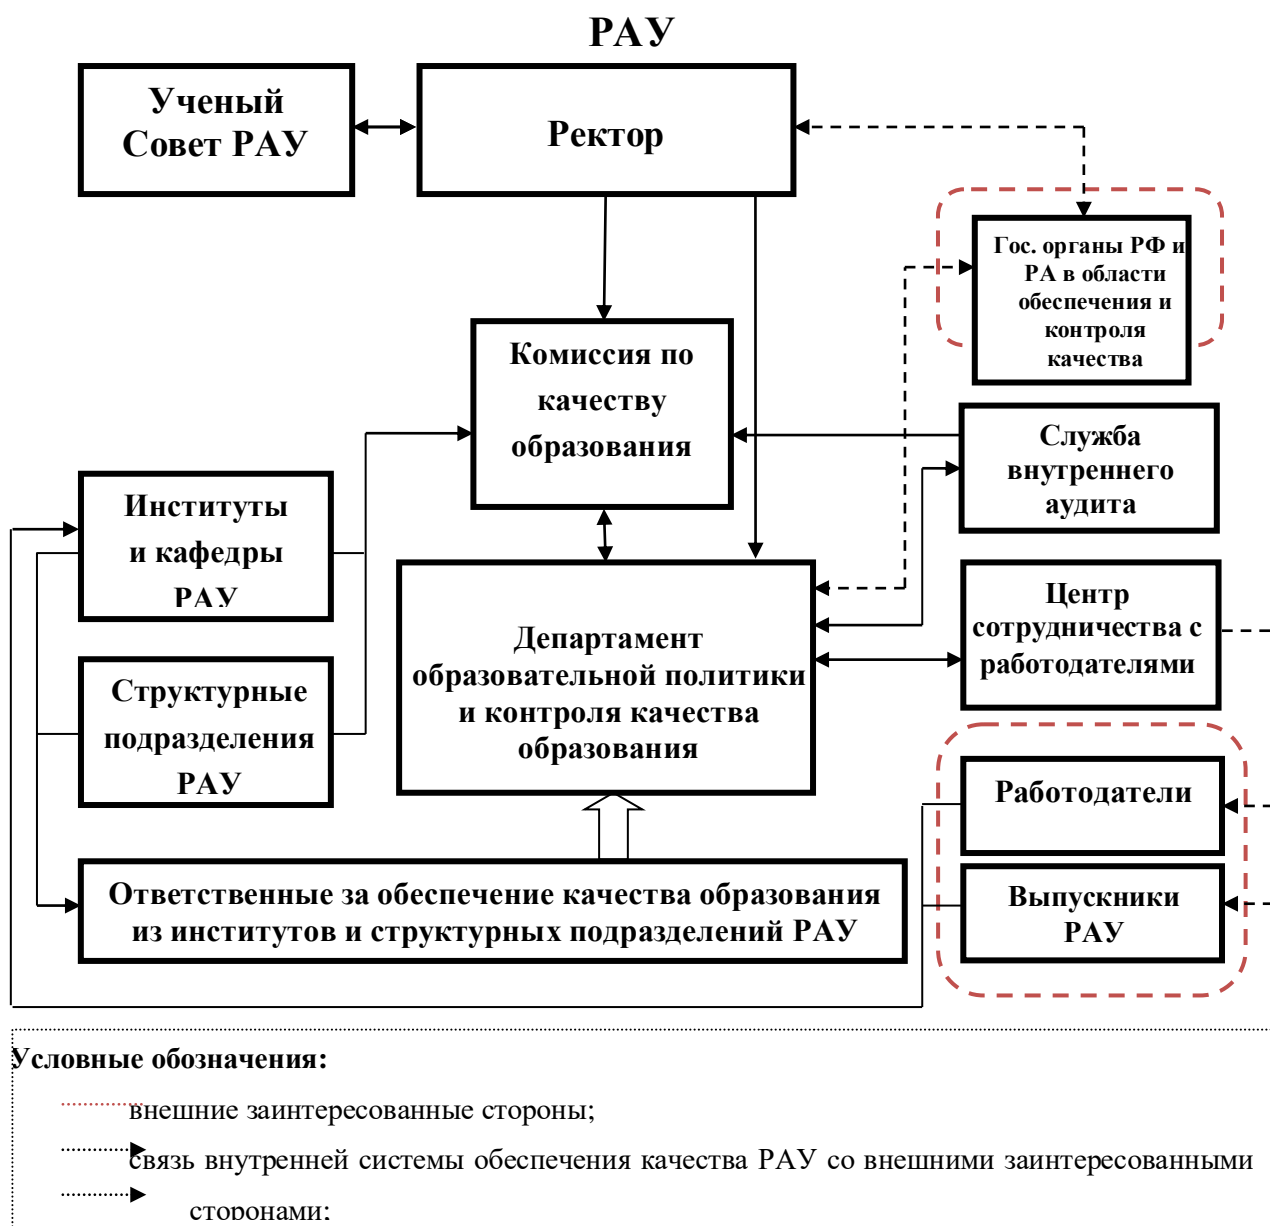 РАУ
Ученый
Совет РАУ
Ректор
Гос. органы РФ и
РА в области
обеспечения и
контроля
качества
Комиссия по
качеству
образования
Служба
внутреннего
аудита
Институты
и кафедры
РАУ
Департамент
образовательной политики
и контроля качества
образования
Центр
сотрудничества с
работодателями
Структурные
подразделения
РАУ
Работодатели
Ответственные за обеспечение качества образования
из институтов и структурных подразделений РАУ
Выпускники
РАУ
Условные обозначения:
внешние заинтересованные стороны;
связь внутренней системы обеспечения качества РАУ со внешними заинтересованными
сторонами;